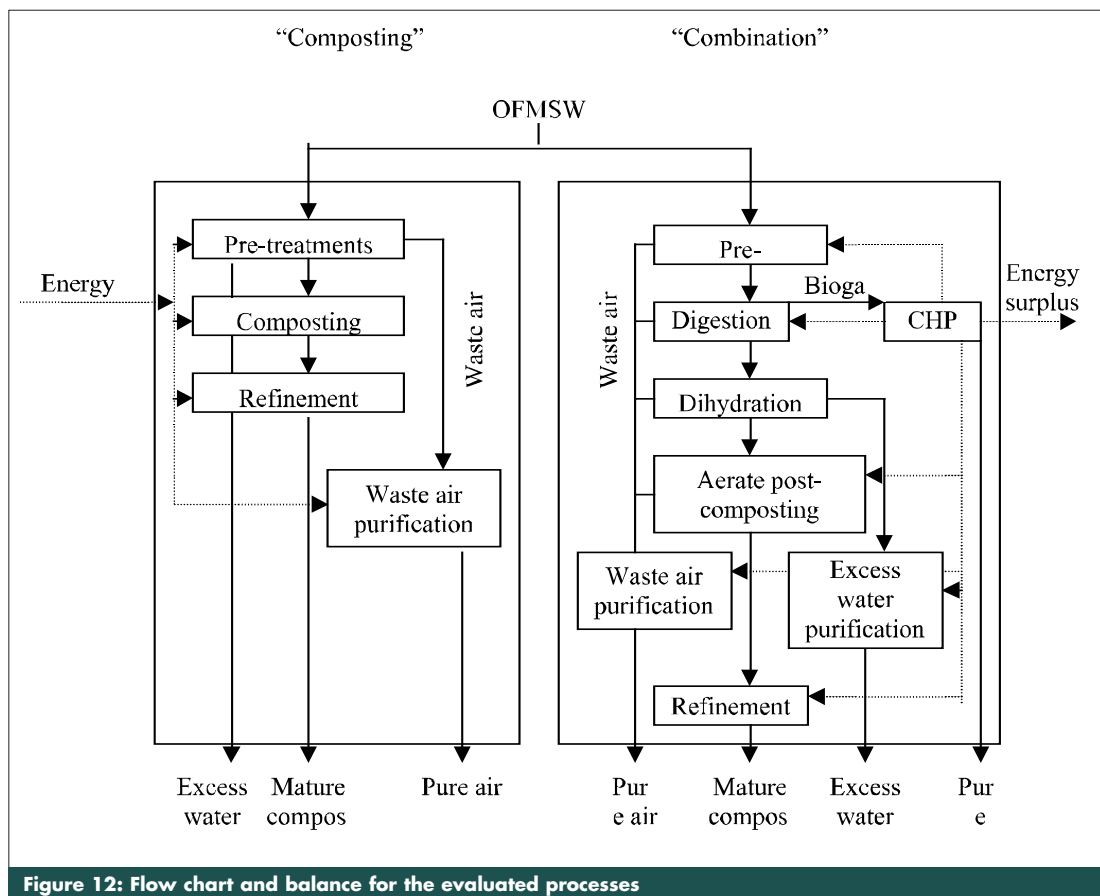 “Composting”
“Combination”
OFMSW
Pre-treatments
Energy
Composting
Waste air
Refinement
Waste air
purification
Excess
water
Mature
compos
Pure air
Pre-
Waste air
Bioga
Digestion
CHP
Energy
surplus
Dihydration
Aerate post-
composting
Waste air
purification
Excess
water
purification
Refinement
Pur
e air
Mature
compos
Excess
water
Pur
e
Figure 12: Flow chart and balance for the evaluated processes